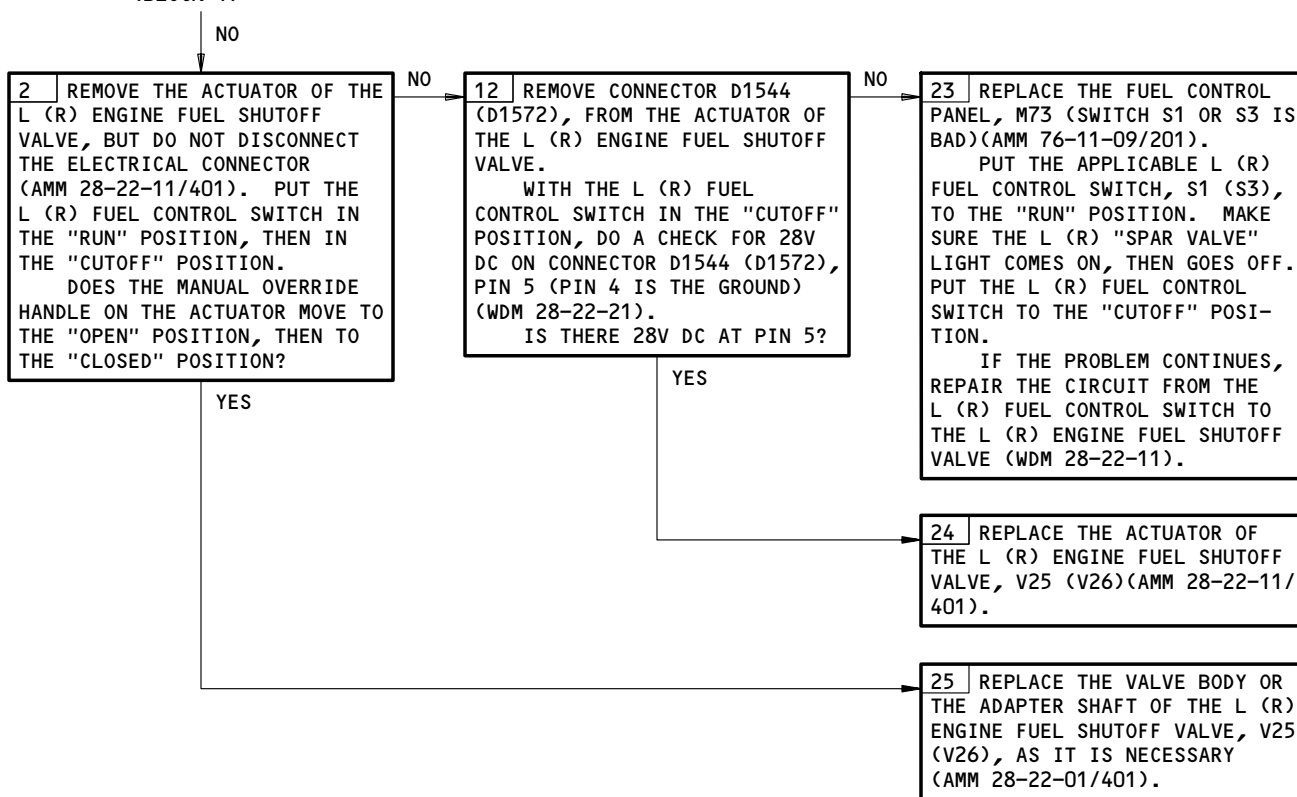 NO
2 REMOVE THE ACTUATOR OF THE
L (R) ENGINE FUEL SHUTOFF
VALVE, BUT DO NOT DISCONNECT
THE ELECTRICAL CONNECTOR
(AMM 28-22-11/401). PUT THE
L (R) FUEL CONTROL SWITCH IN
THE "RUN" POSITION, THEN IN
THE "CUTOFF" POSITION.
DOES THE MANUAL OVERRIDE
HANDLE ON THE ACTUATOR MOVE TO
THE "OPEN" POSITION, THEN TO
THE "CLOSED" POSITION?
NO
YES
12 REMOVE CONNECTOR D1544
(D1572), FROM THE ACTUATOR OF
THE L (R) ENGINE FUEL SHUTOFF
VALVE.
WITH THE L (R) FUEL
CONTROL SWITCH IN THE "CUTOFF"
POSITION, DO A CHECK FOR 28V
DC ON CONNECTOR D1544 (D1572),
PIN 5 (PIN 4 IS THE GROUND)
(WDM 28-22-21).
IS THERE 28V DC AT PIN 5?
NO
YES
23 REPLACE THE FUEL CONTROL
PANEL, M73 (SWITCH S1 OR S3 IS
BAD)(AMM 76-11-09/201).
PUT THE APPLICABLE L (R)
FUEL CONTROL SWITCH, S1 (S3),
TO THE "RUN" POSITION. MAKE
SURE THE L (R) "SPAR VALVE"
LIGHT COMES ON, THEN GOES OFF.
PUT THE L (R) FUEL CONTROL
SWITCH TO THE "CUTOFF" POSI-
TION.
IF THE PROBLEM CONTINUES,
REPAIR THE CIRCUIT FROM THE
L (R) FUEL CONTROL SWITCH TO
THE L (R) ENGINE FUEL SHUTOFF
VALVE (WDM 28-22-11).
24 REPLACE THE ACTUATOR OF
THE L (R) ENGINE FUEL SHUTOFF
VALVE, V25 (V26)(AMM 28-22-11/
401).
25 REPLACE THE VALVE BODY OR
THE ADAPTER SHAFT OF THE L (R)
ENGINE FUEL SHUTOFF VALVE, V25
(V26), AS IT IS NECESSARY
(AMM 28-22-01/401).